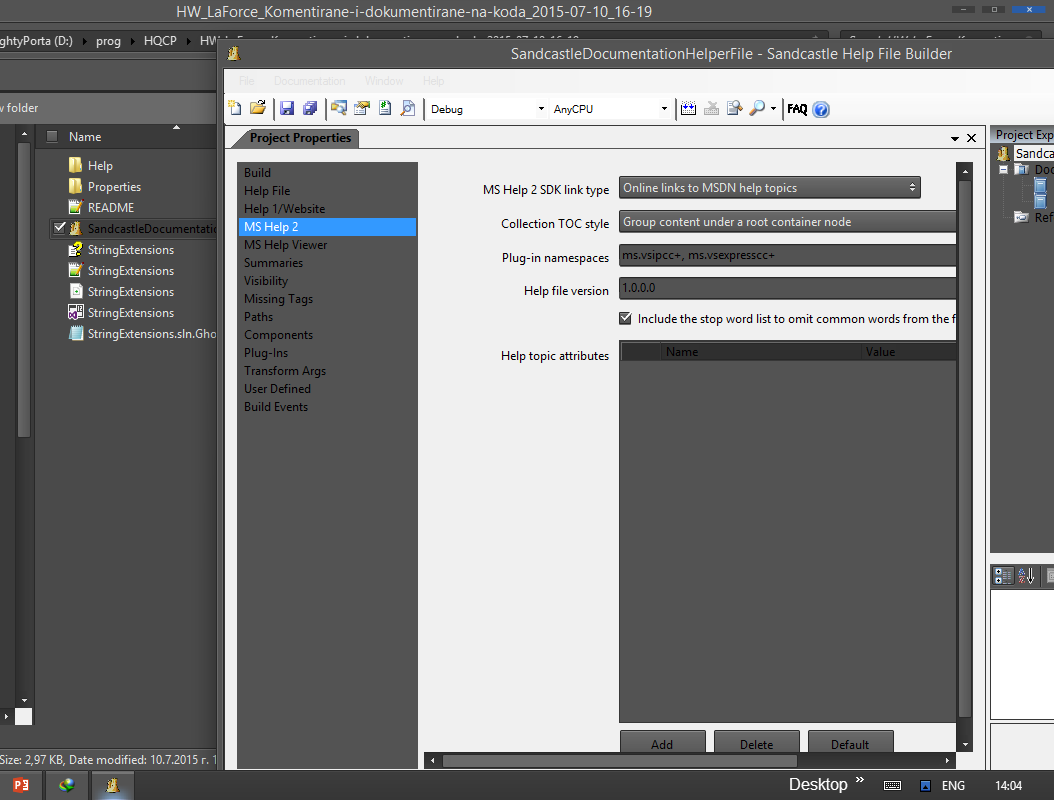 HW_LaForce_Komentirane-i-dokumentirane-na-koda_2015-07-10_16-19
ghtyPorta (D:) prog HQCP
SandcastleDocumentationHelperFile - Sandcastle Help File Builder
File Documentation Window Help
folder
Debug AnyCPU FAQ
Project Properties
Project Exp
Name
Help
Properties
README
SandcastleDocumentatio
StringExtensions
StringExtensions
StringExtensions
StringExtensions
StringExtensions.sln.Gho
Build
Help File
Help 1/Website
MS Help 2
MS Help Viewer
Summaries
Visibility
Missing Tags
Paths
Components
Plug-Ins
Transform Args
User Defined
Build Events
MS Help 2 SDK link type Online links to MSDN help topics
Collection TOC style Group content under a root container node
Plug-in namespaces ms.vsipcc+, ms.vsexpresscc+
Help file version 1.0.0.0
Include the stop word list to omit common words from the f
Help topic attributes Name Value
Add Delete Default
Sandca
Doc
Ref
Size: 2,97 KB, Date modified: 10.7.2015 г. 1
Desktop » ENG 14:04